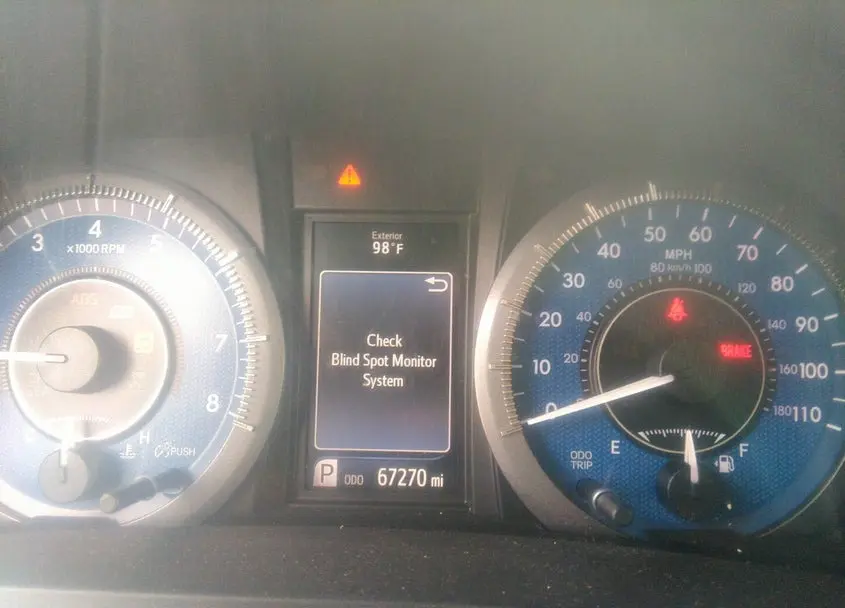 Exterior
98°F
Check
Blind Spot Monitor
System
P ODO 67270 mi
3
4
5
7
8
x1000 RPM
ABS
H
PUSH
0
10
20
30
40
50
60
70
80
90
100
110
MPH
80 km/h 100
20
40
60
120
140
160
180
BRAKE
E
F
ODO
TRIP